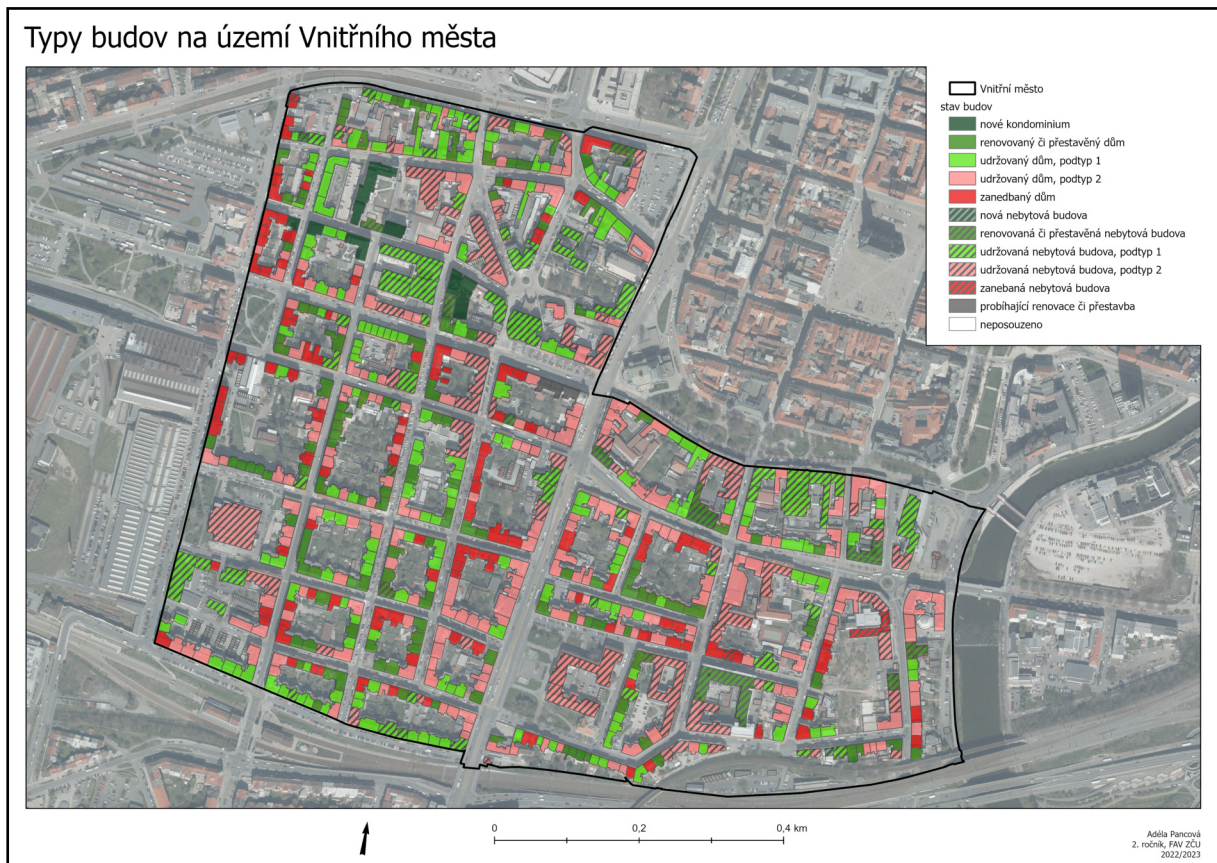 Typy budov na území Vnitřního města
Vnitřní město
stav budov
nové kondominium
renovovaný či přestavěný dům
udržovaný dům, podtyp 1
udržovaný dům, podtyp 2
zanedbaný dům
nová nebytová budova
renovovaná či přestavěná nebytová budova
udržovaná nebytová budova, podtyp 1
udržovaná nebytová budova, podtyp 2
zanebaná nebytová budova
probíhající renovace či přestavba
neposouzeno
0 0,2 0,4 km
Adéla Pancová
2. ročník, FAV ZČU
2022/2023